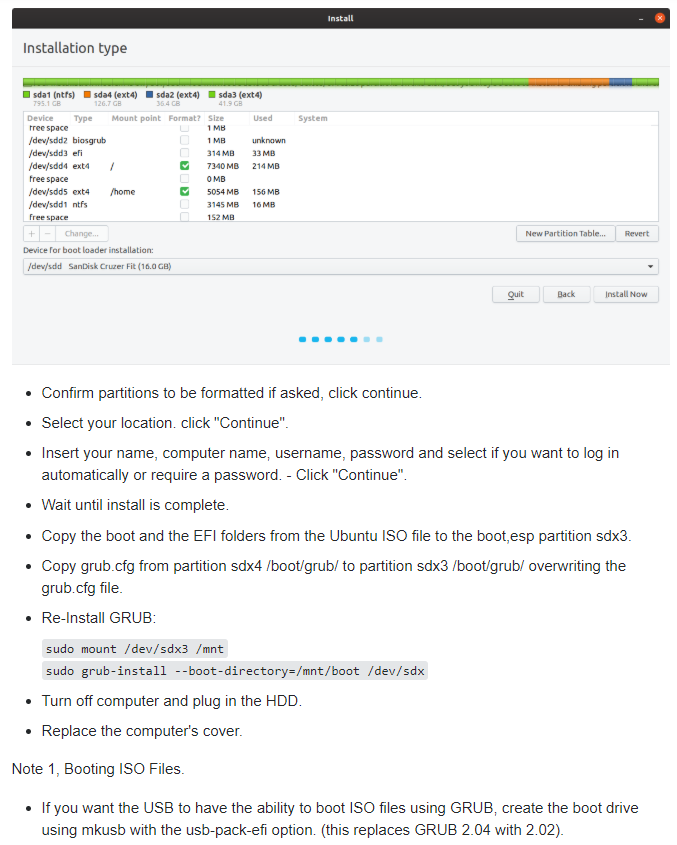 Install
Installation type
sda1 (ntfs) sda4 (ext4) sda2 (ext4) sda3 (ext4)
795.1 GB 126.7 GB 36.4 GB 41.9 GB
Device Type Mount point Format? Size Used System
free space 1 MB
/dev/sdd2 biosgrub 1 MB unknown
/dev/sdd3 efi 314 MB 33 MB
/dev/sdd4 ext4 / 7340 MB 214 MB
free space 0 MB
/dev/sdd5 ext4 /home 5054 MB 156 MB
/dev/sdd1 ntfs 3145 MB 16 MB
free space 152 MB
+ − Change... New Partition Table... Revert
Device for boot loader installation:
/dev/sdd SanDisk Cruzer Fit (16.0 GB)
Quit Back Install Now
• Confirm partitions to be formatted if asked, click continue.
• Select your location. click "Continue".
• Insert your name, computer name, username, password and select if you want to log in
automatically or require a password. - Click "Continue".
• Wait until install is complete.
• Copy the boot and the EFI folders from the Ubuntu ISO file to the boot,esp partition sdx3.
• Copy grub.cfg from partition sdx4 /boot/grub/ to partition sdx3 /boot/grub/ overwriting the
grub.cfg file.
• Re-Install GRUB:
sudo mount /dev/sdx3 /mnt
sudo grub-install --boot-directory=/mnt/boot /dev/sdx
• Turn off computer and plug in the HDD.
• Replace the computer's cover.
Note 1, Booting ISO Files.
• If you want the USB to have the ability to boot ISO files using GRUB, create the boot drive
using mkusb with the usb-pack-efi option. (this replaces GRUB 2.04 with 2.02).